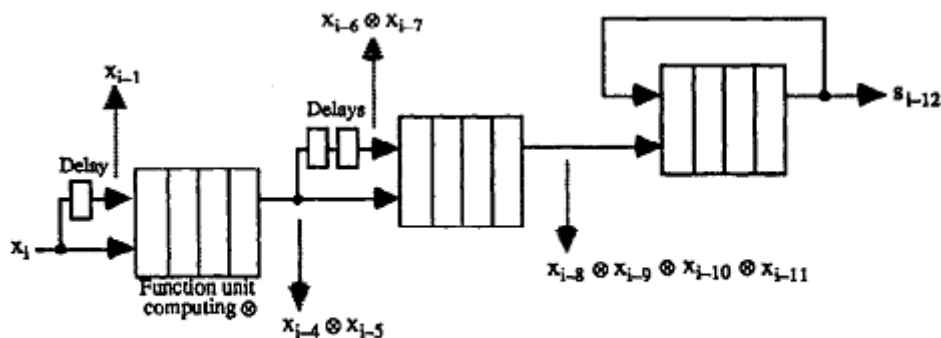 x_{i–6} ⊗ x_{i–7}
x_{i–1}
Delays
s_{i–12}
Delay
x_i
x_{i–8} ⊗ x_{i–9} ⊗ x_{i–10} ⊗ x_{i–11}
Function unit
computing ⊗
x_{i–4} ⊗ x_{i–5}